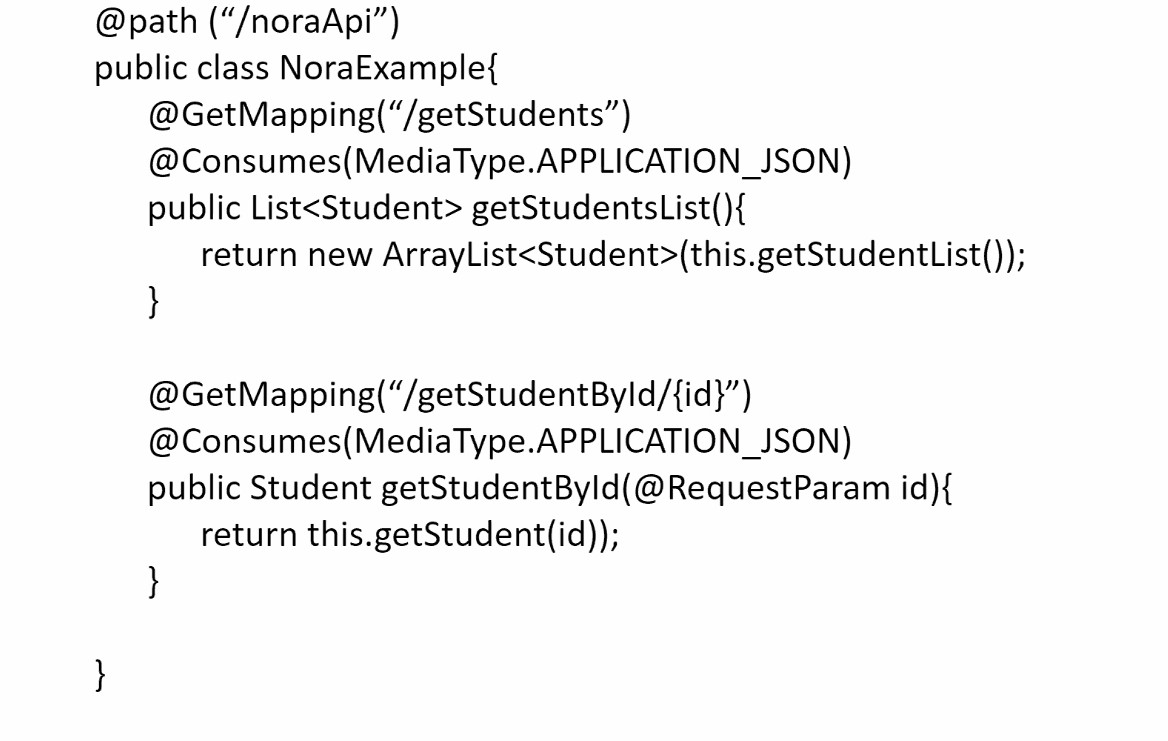 @path (“/noraApi”)
public class NoraExample{
@GetMapping(“/getStudents”)
@Consumes(MediaType.APPLICATION_JSON)
public List<Student> getStudentsList(){
return new ArrayList<Student>(this.getStudentList());
}
@GetMapping(“/getStudentById/{id}”)
@Consumes(MediaType.APPLICATION_JSON)
public Student getStudentById(@RequestParam id){
return this.getStudent(id));
}
}